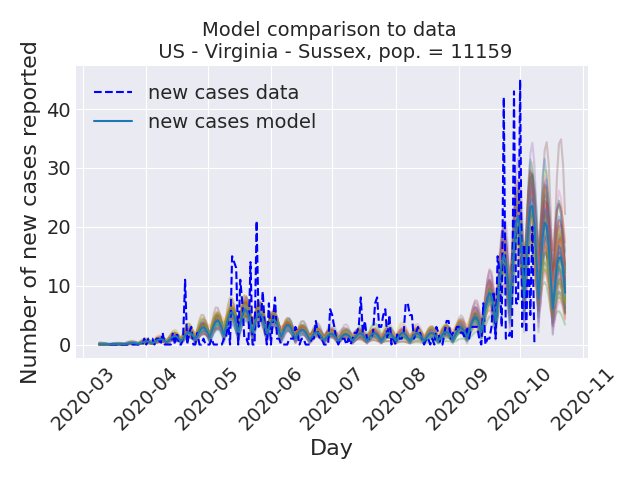 Model comparison to data
US - Virginia - Sussex, pop. = 11159
Number of new cases reported
new cases data
new cases model
40
30
20
10
0
2020-03
2020-04
2020-05
2020-06
2020-07
2020-08
2020-09
2020-10
2020-11
Day